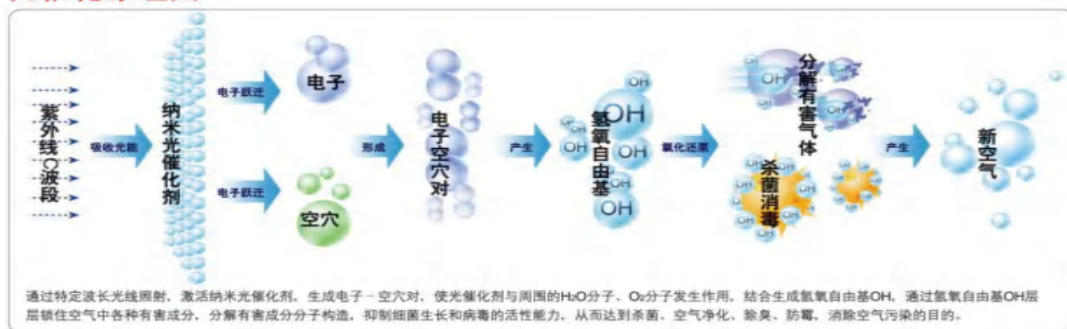 紫外线C波段
吸收光能
纳米光催化剂
电子跃迁
电子跃迁
电子
空穴
形成
电子空穴对
产生
OH
OH
OH
OH
OH
OH
OH
氢氧自由基
氧化还原
OH
OH
OH
分解有害气体
杀菌消毒
产生
新空气
通过特定波长光线照射，激活纳米光催化剂，生成电子－空穴对，使光催化剂与周围的H₂O分子、O₂分子发生作用，结合生成氢氧自由基OH，通过氢氧自由基OH层
层锁住空气中各种有害成分，分解有害成分分子构造，抑制细菌生长和病毒的活性能力，从而达到杀菌、空气净化、除臭、防霉，消除空气污染的目的。